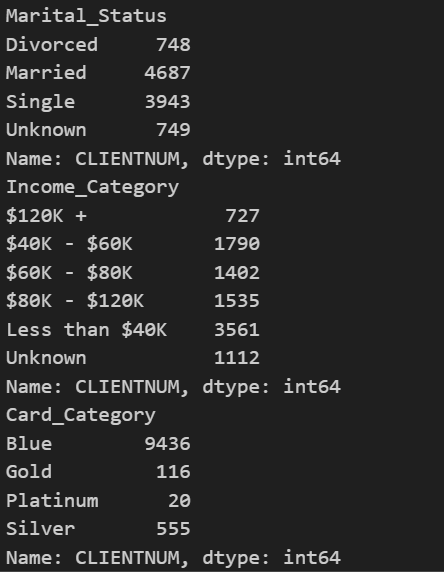 Marital_Status
Divorced 748
Married 4687
Single 3943
Unknown 749
Name: CLIENTNUM, dtype: int64
Income_Category
$120K + 727
$40K - $60K 1790
$60K - $80K 1402
$80K - $120K 1535
Less than $40K 3561
Unknown 1112
Name: CLIENTNUM, dtype: int64
Card_Category
Blue 9436
Gold 116
Platinum 20
Silver 555
Name: CLIENTNUM, dtype: int64